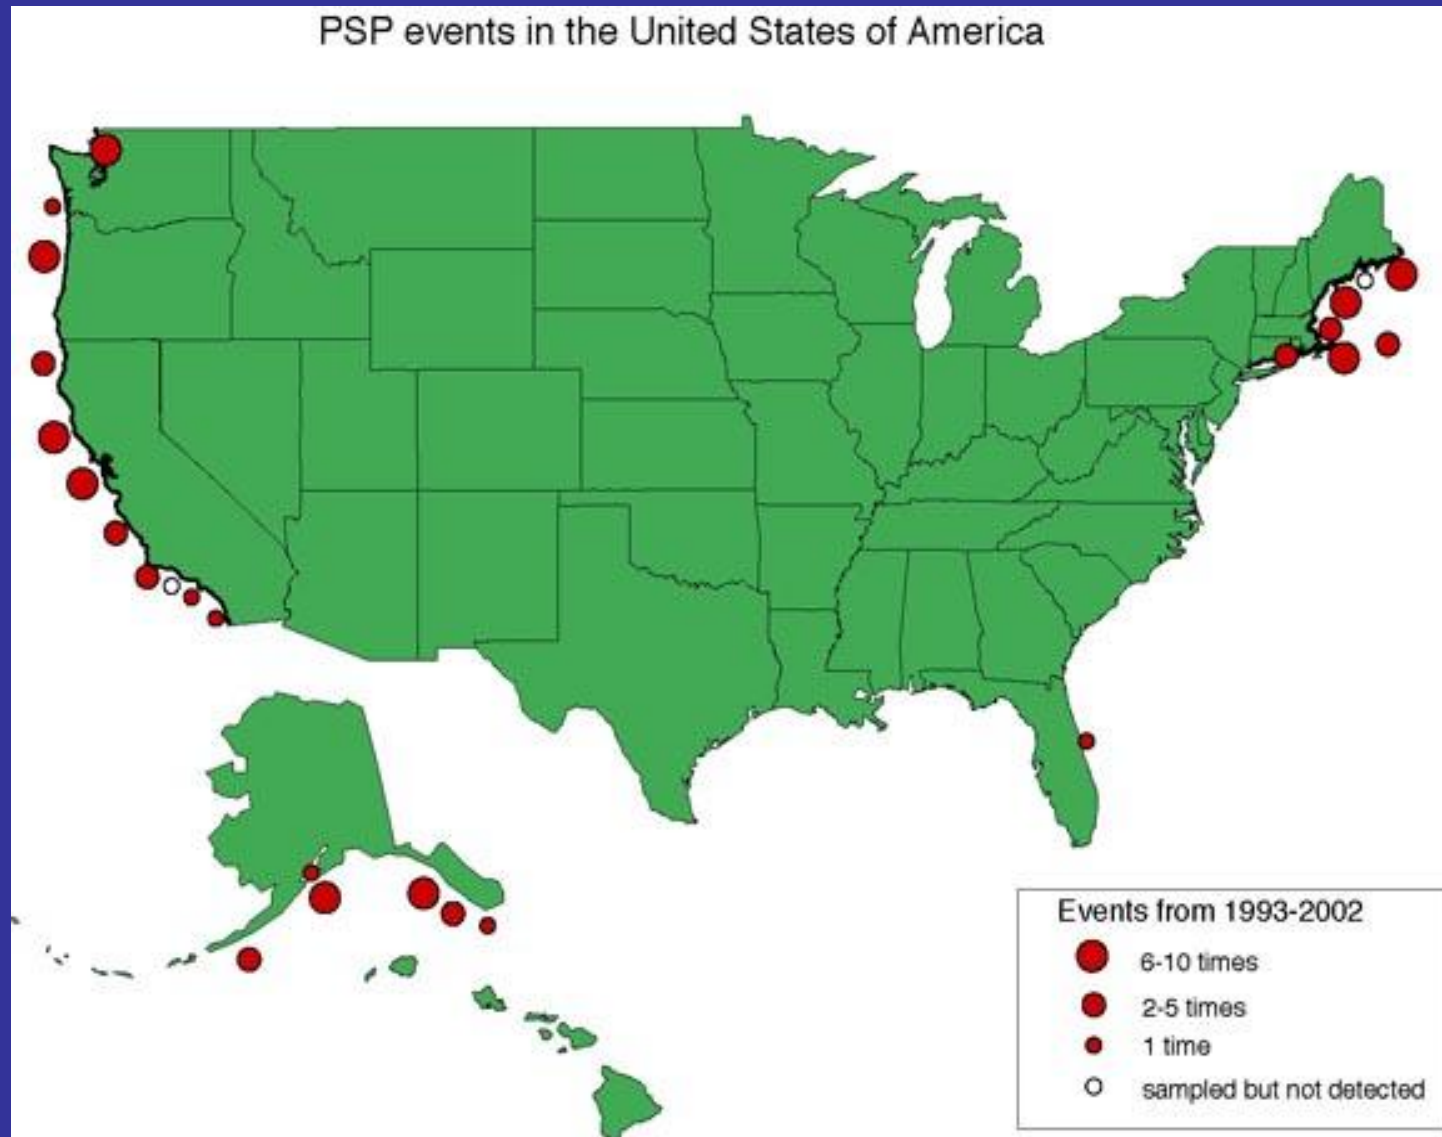 PSP events in the United States of America
Events from 1993-2002
6-10 times
2-5 times
1 time
sampled but not detected